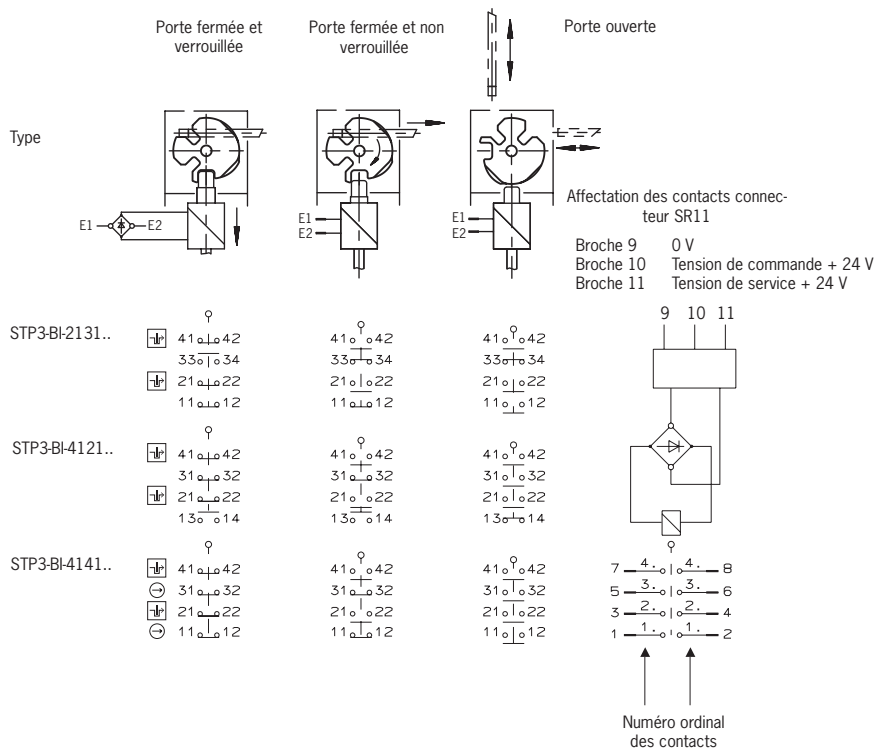 Porte fermée et
verrouillée
Porte fermée et non
verrouillée
Porte ouverte
Type
E1
E2
E1
E2
E1
E2
Affectation des contacts connec-
teur SR11
Broche 9 0 V
Broche 10 Tension de commande + 24 V
Broche 11 Tension de service + 24 V
9 10 11
STP3-BI-2131..
41 42
33 34
21 22
11 12
41 42
33 34
21 22
11 12
41 42
33 34
21 22
11 12
STP3-BI-4121..
41 42
31 32
21 22
13 14
41 42
31 32
21 22
13 14
41 42
31 32
21 22
13 14
STP3-BI-4141..
41 42
31 32
21 22
11 12
41 42
31 32
21 22
11 12
41 42
31 32
21 22
11 12
7 4. 4. 8
5 3. 3. 6
3 2. 2. 4
1 1. 1. 2
Numéro ordinal
des contacts